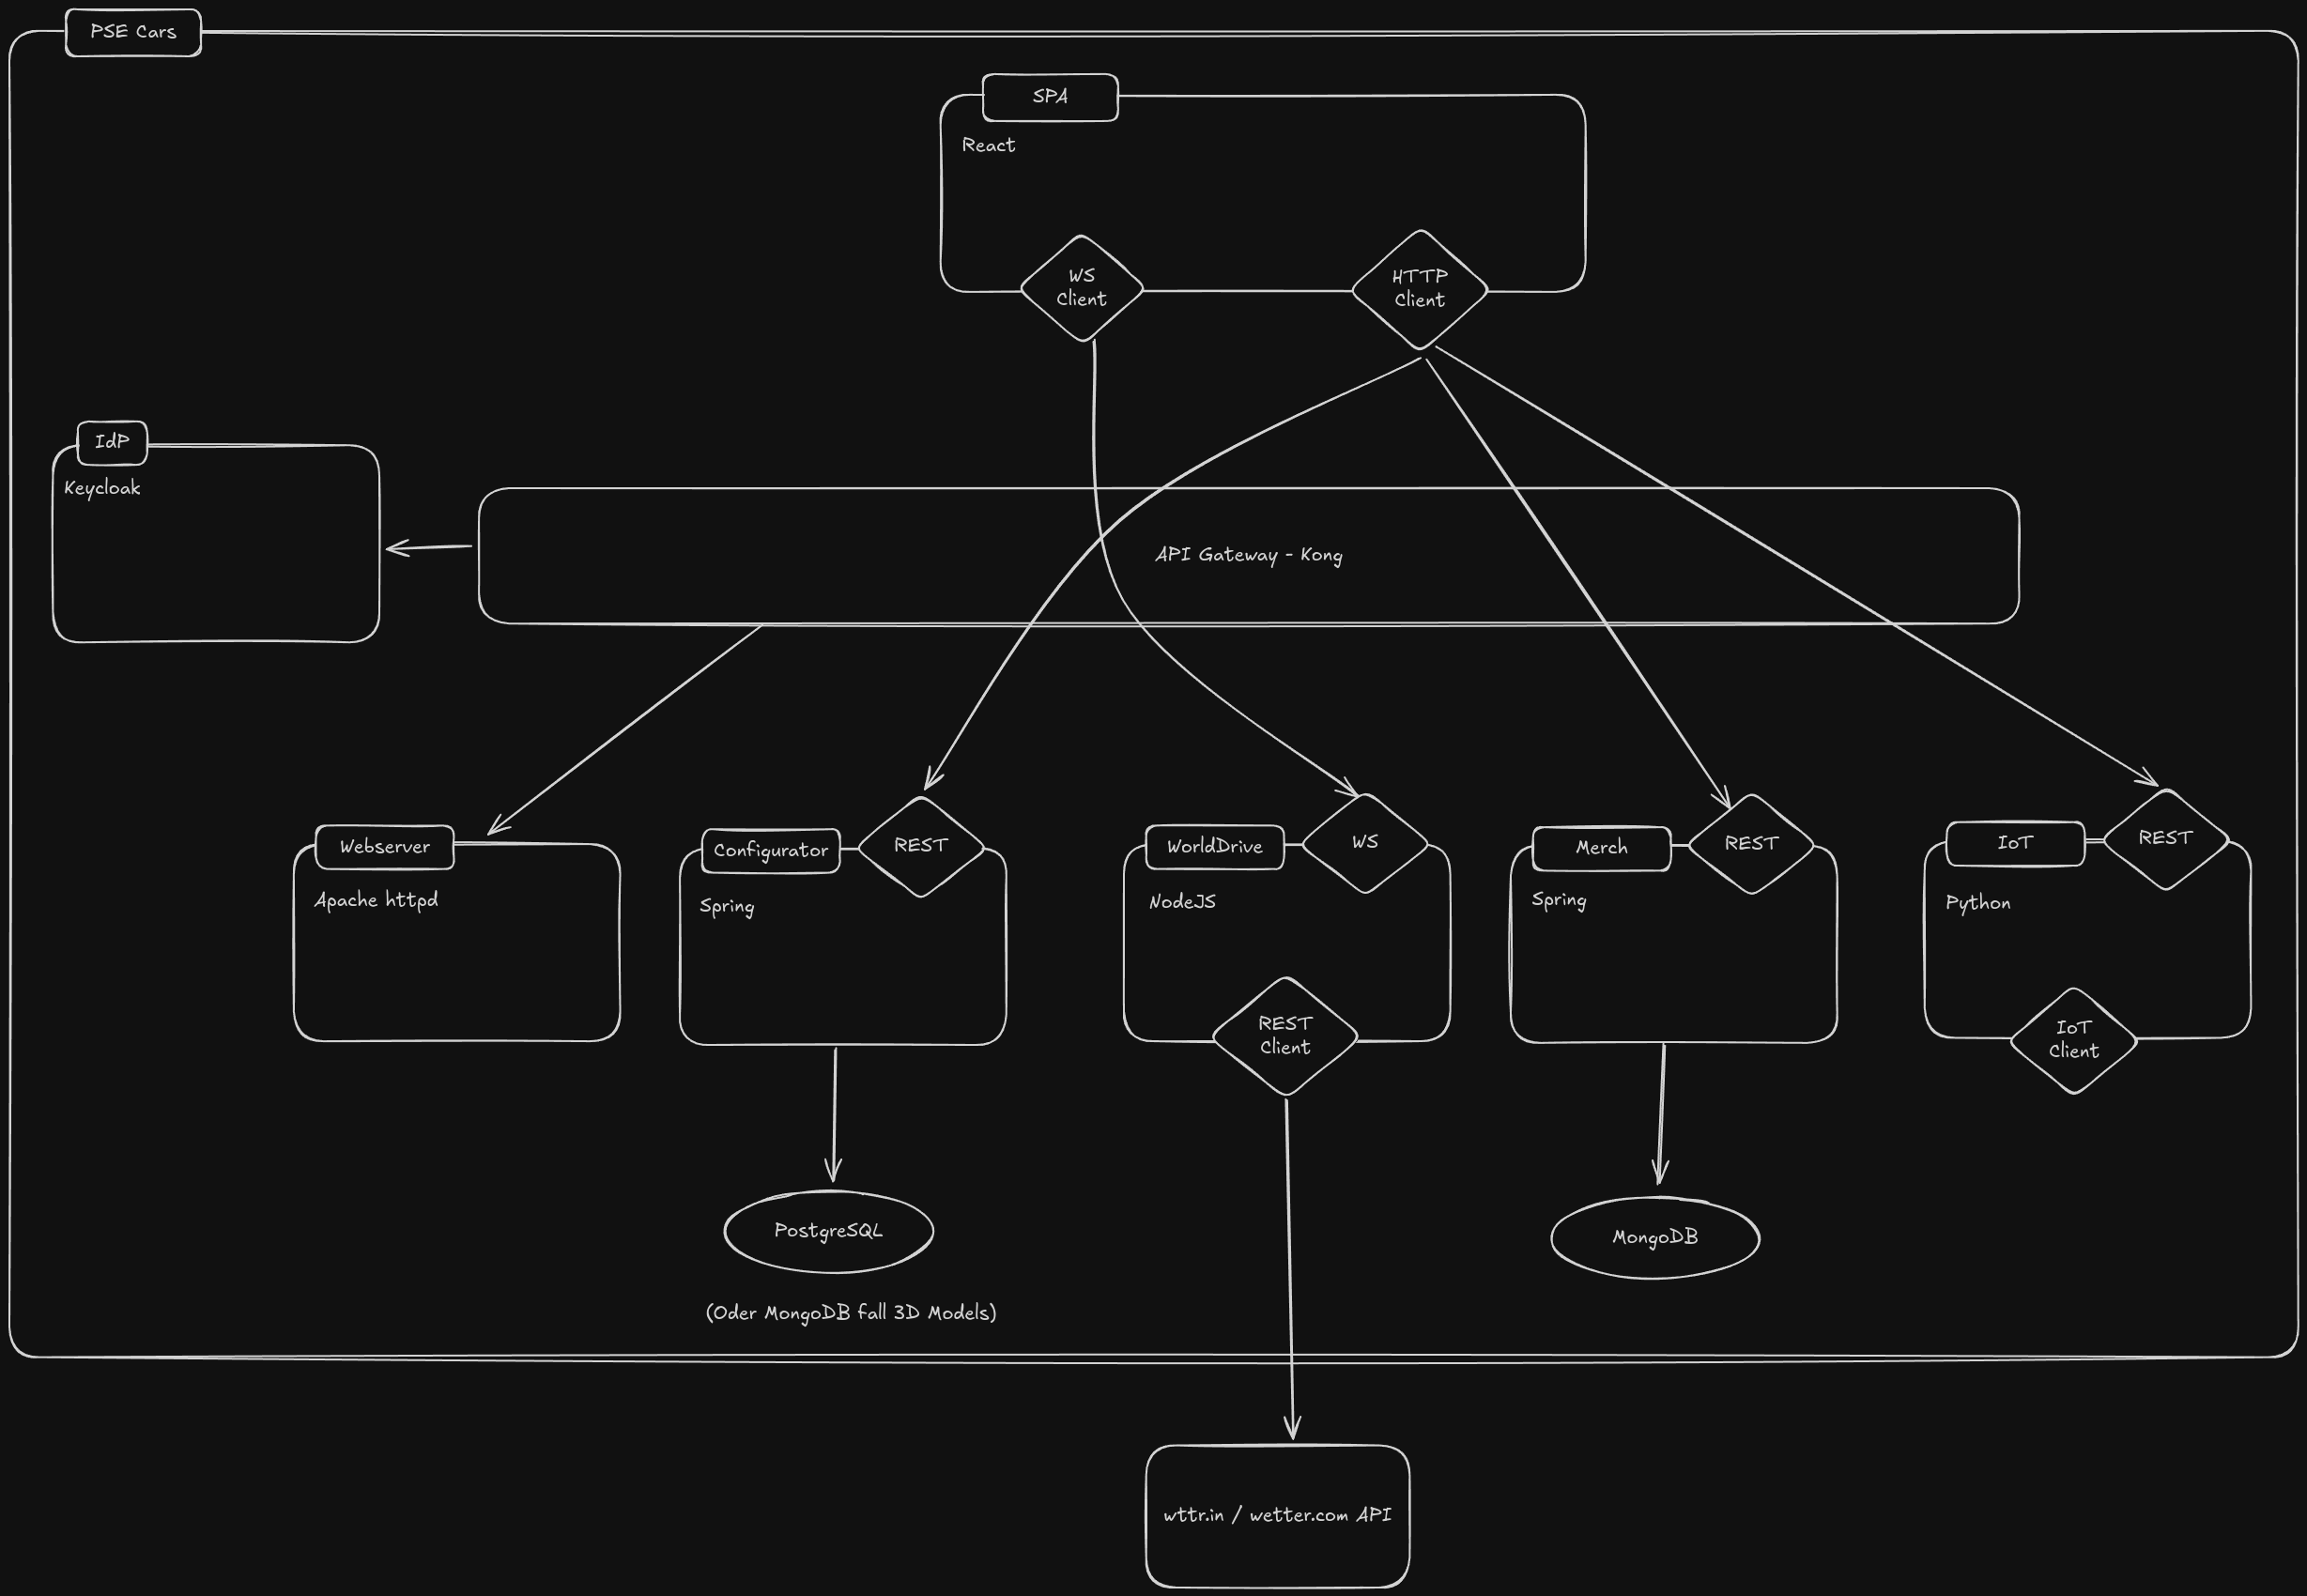 PSE Cars
SPA
React
WS
Client
HTTP
Client
IdP
Keycloak
API Gateway - Kong
Webserver
Apache httpd
Configurator
REST
Spring
WorldDrive
WS
NodeJS
REST
Client
Merch
REST
Spring
IoT
REST
Python
IoT
Client
PostgreSQL
MongoDB
(Oder MongoDB fall 3D Models)
wttr.in / wetter.com API